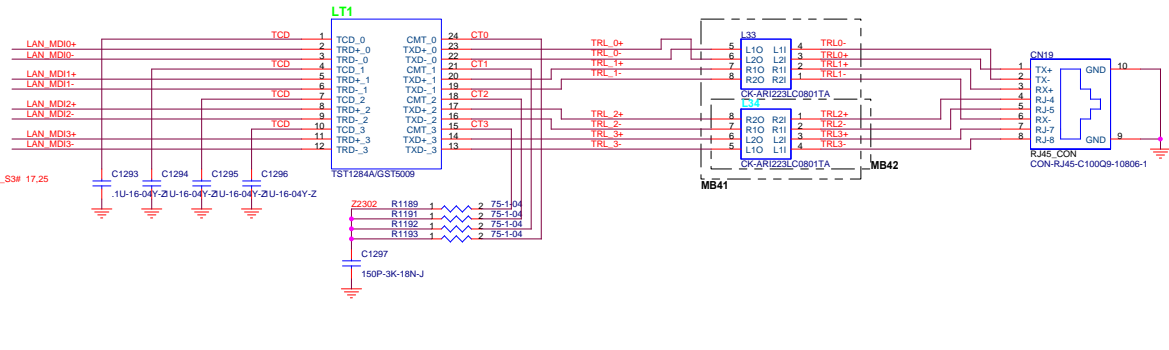 LT1
LAN_MDI0+
LAN_MDI0-
LAN_MDI1+
LAN_MDI1-
LAN_MDI2+
LAN_MDI2-
LAN_MDI3+
LAN_MDI3-
TCD
TCD
TCD
TCD
1 TCD_0 CMT_0 24 CT0
2 TRD+_0 TXD+_0 23
3 TRD-_0 TXD-_0 22
4 TCD_1 CMT_1 21 CT1
5 TRD+_1 TXD+_1 20
6 TRD-_1 TXD-_1 19
7 TCD_2 CMT_2 18 CT2
8 TRD+_2 TXD+_2 17
9 TRD-_2 TXD-_2 16
10 TCD_3 CMT_3 15 CT3
11 TRD+_3 TXD+_3 14
12 TRD-_3 TXD-_3 13
TST1284A/GST5009
TRL_0+
TRL_0-
TRL_1+
TRL_1-
TRL_2+
TRL_2-
TRL_3+
TRL_3-
L33
5 L1O L1I 4 TRL0-
6 L2O L2I 3 TRL0+
7 R1O R1I 2 TRL1+
8 R2O R2I 1 TRL1-
CK-ARI223LC0801TA
L34
8 R2O R2I 1 TRL2+
7 R1O R1I 2 TRL2-
6 L2O L2I 3 TRL3+
5 L1O L1I 4 TRL3-
CK-ARI223LC0801TA
MB42
MB41
CN19
1 TX+ GND 10
2 TX-
3 RX+
4 RJ-4
5 RJ-5
6 RX-
7 RJ-7
8 RJ-8 GND 9
RJ45_CON
CON-RJ45-C100Q9-10806-1
_S3# 17,25
C1293
.1U-16-04Y-Z
C1294
.1U-16-04Y-Z
C1295
.1U-16-04Y-Z
C1296
.1U-16-04Y-Z
Z2302
R1189 1 2 75-1-04
R1191 1 2 75-1-04
R1192 1 2 75-1-04
R1193 1 2 75-1-04
C1297
150P-3K-18N-J